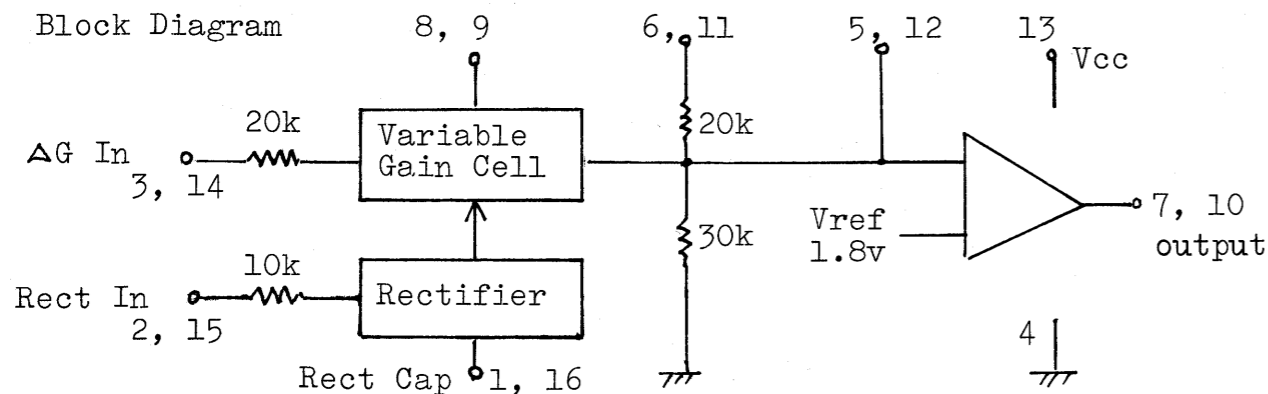 Block Diagram
8, 9
6, 11
5, 12
13
Vcc
20k
ΔG In
3, 14
Variable
Gain Cell
20k
Vref
1.8v
7, 10
output
30k
10k
Rect In
2, 15
Rectifier
Rect Cap
1, 16
4